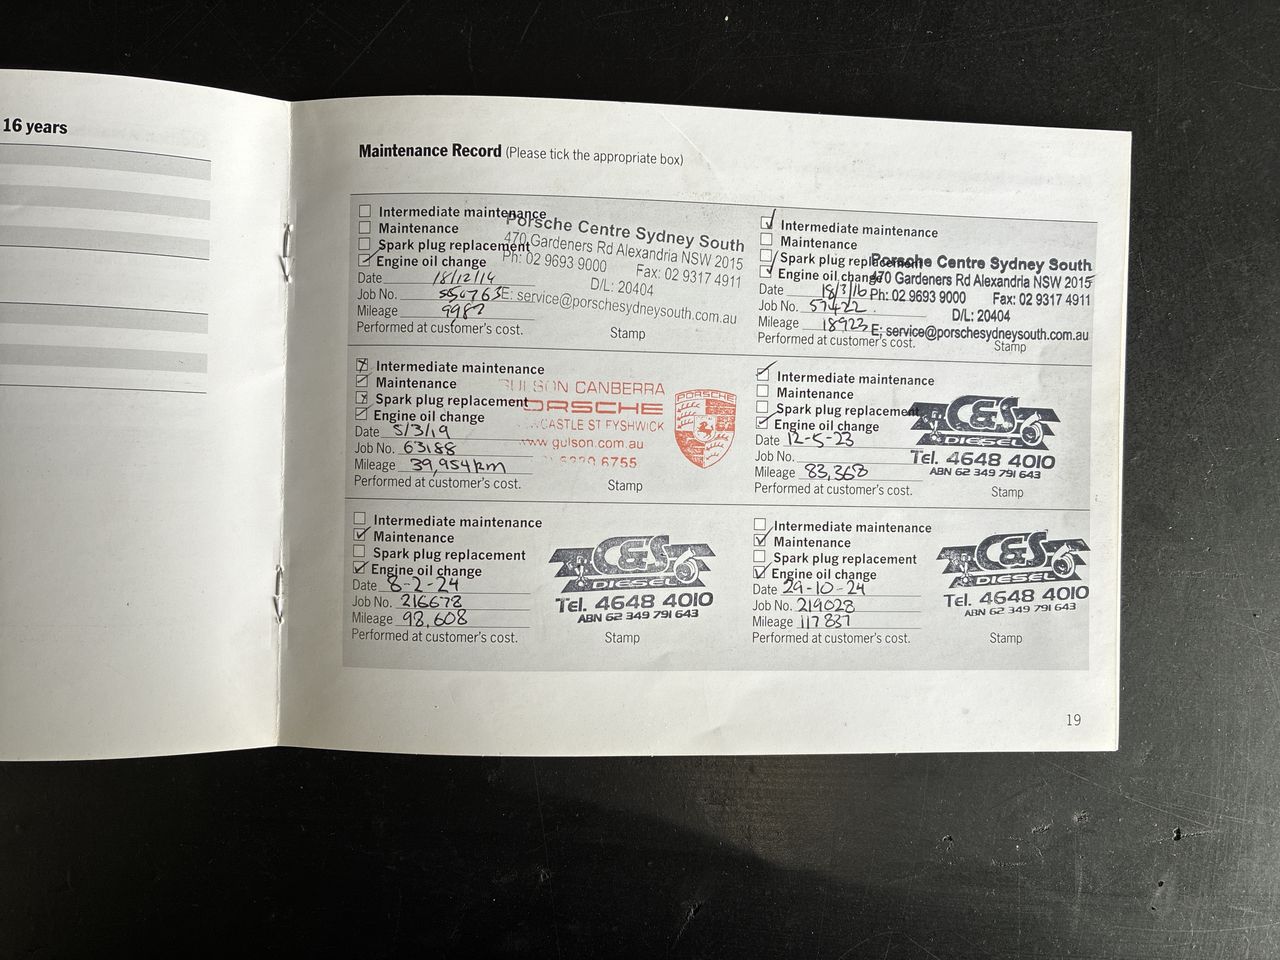 16 years
Maintenance Record (Please tick the appropriate box)
Intermediate maintenance
Maintenance
Spark plug replacement
Engine oil change
Date 18/12/14
Job No. 550763
Mileage 9987
Performed at customer's cost.
Porsche Centre Sydney South
470 Gardeners Rd Alexandria NSW 2015
Ph: 02 9693 9000 Fax: 02 9317 4911
D/L: 20404
E: service@porschesydneysouth.com.au
Stamp
Intermediate maintenance
Maintenance
Spark plug replacement
Engine oil change
Date 18/3/16
Job No. 57422
Mileage 18923
Performed at customer's cost.
Porsche Centre Sydney South
470 Gardeners Rd Alexandria NSW 2015
Ph: 02 9693 9000 Fax: 02 9317 4911
D/L: 20404
E: service@porschesydneysouth.com.au
Stamp
Intermediate maintenance
Maintenance
Spark plug replacement
Engine oil change
Date 5/3/19
Job No. 63188
Mileage 39,954km
Performed at customer's cost.
GULSON CANBERRA
PORSCHE
CASTLE ST FYSHWICK
www.gulson.com.au
6755
PORSCHE
Stamp
Intermediate maintenance
Maintenance
Spark plug replacement
Engine oil change
Date 12-5-23
Job No.
Mileage 83,368
Performed at customer's cost.
C&S
DIESEL
Tel. 4648 4010
ABN 62 349 791 643
Stamp
Intermediate maintenance
Maintenance
Spark plug replacement
Engine oil change
Date 8-2-24
Job No. 216678
Mileage 98,608
Performed at customer's cost.
C&S
DIESEL
Tel. 4648 4010
ABN 62 349 791 643
Stamp
Intermediate maintenance
Maintenance
Spark plug replacement
Engine oil change
Date 29-10-24
Job No. 219028
Mileage 117837
Performed at customer's cost.
C&S
DIESEL
Tel. 4648 4010
ABN 62 349 791 643
Stamp
19